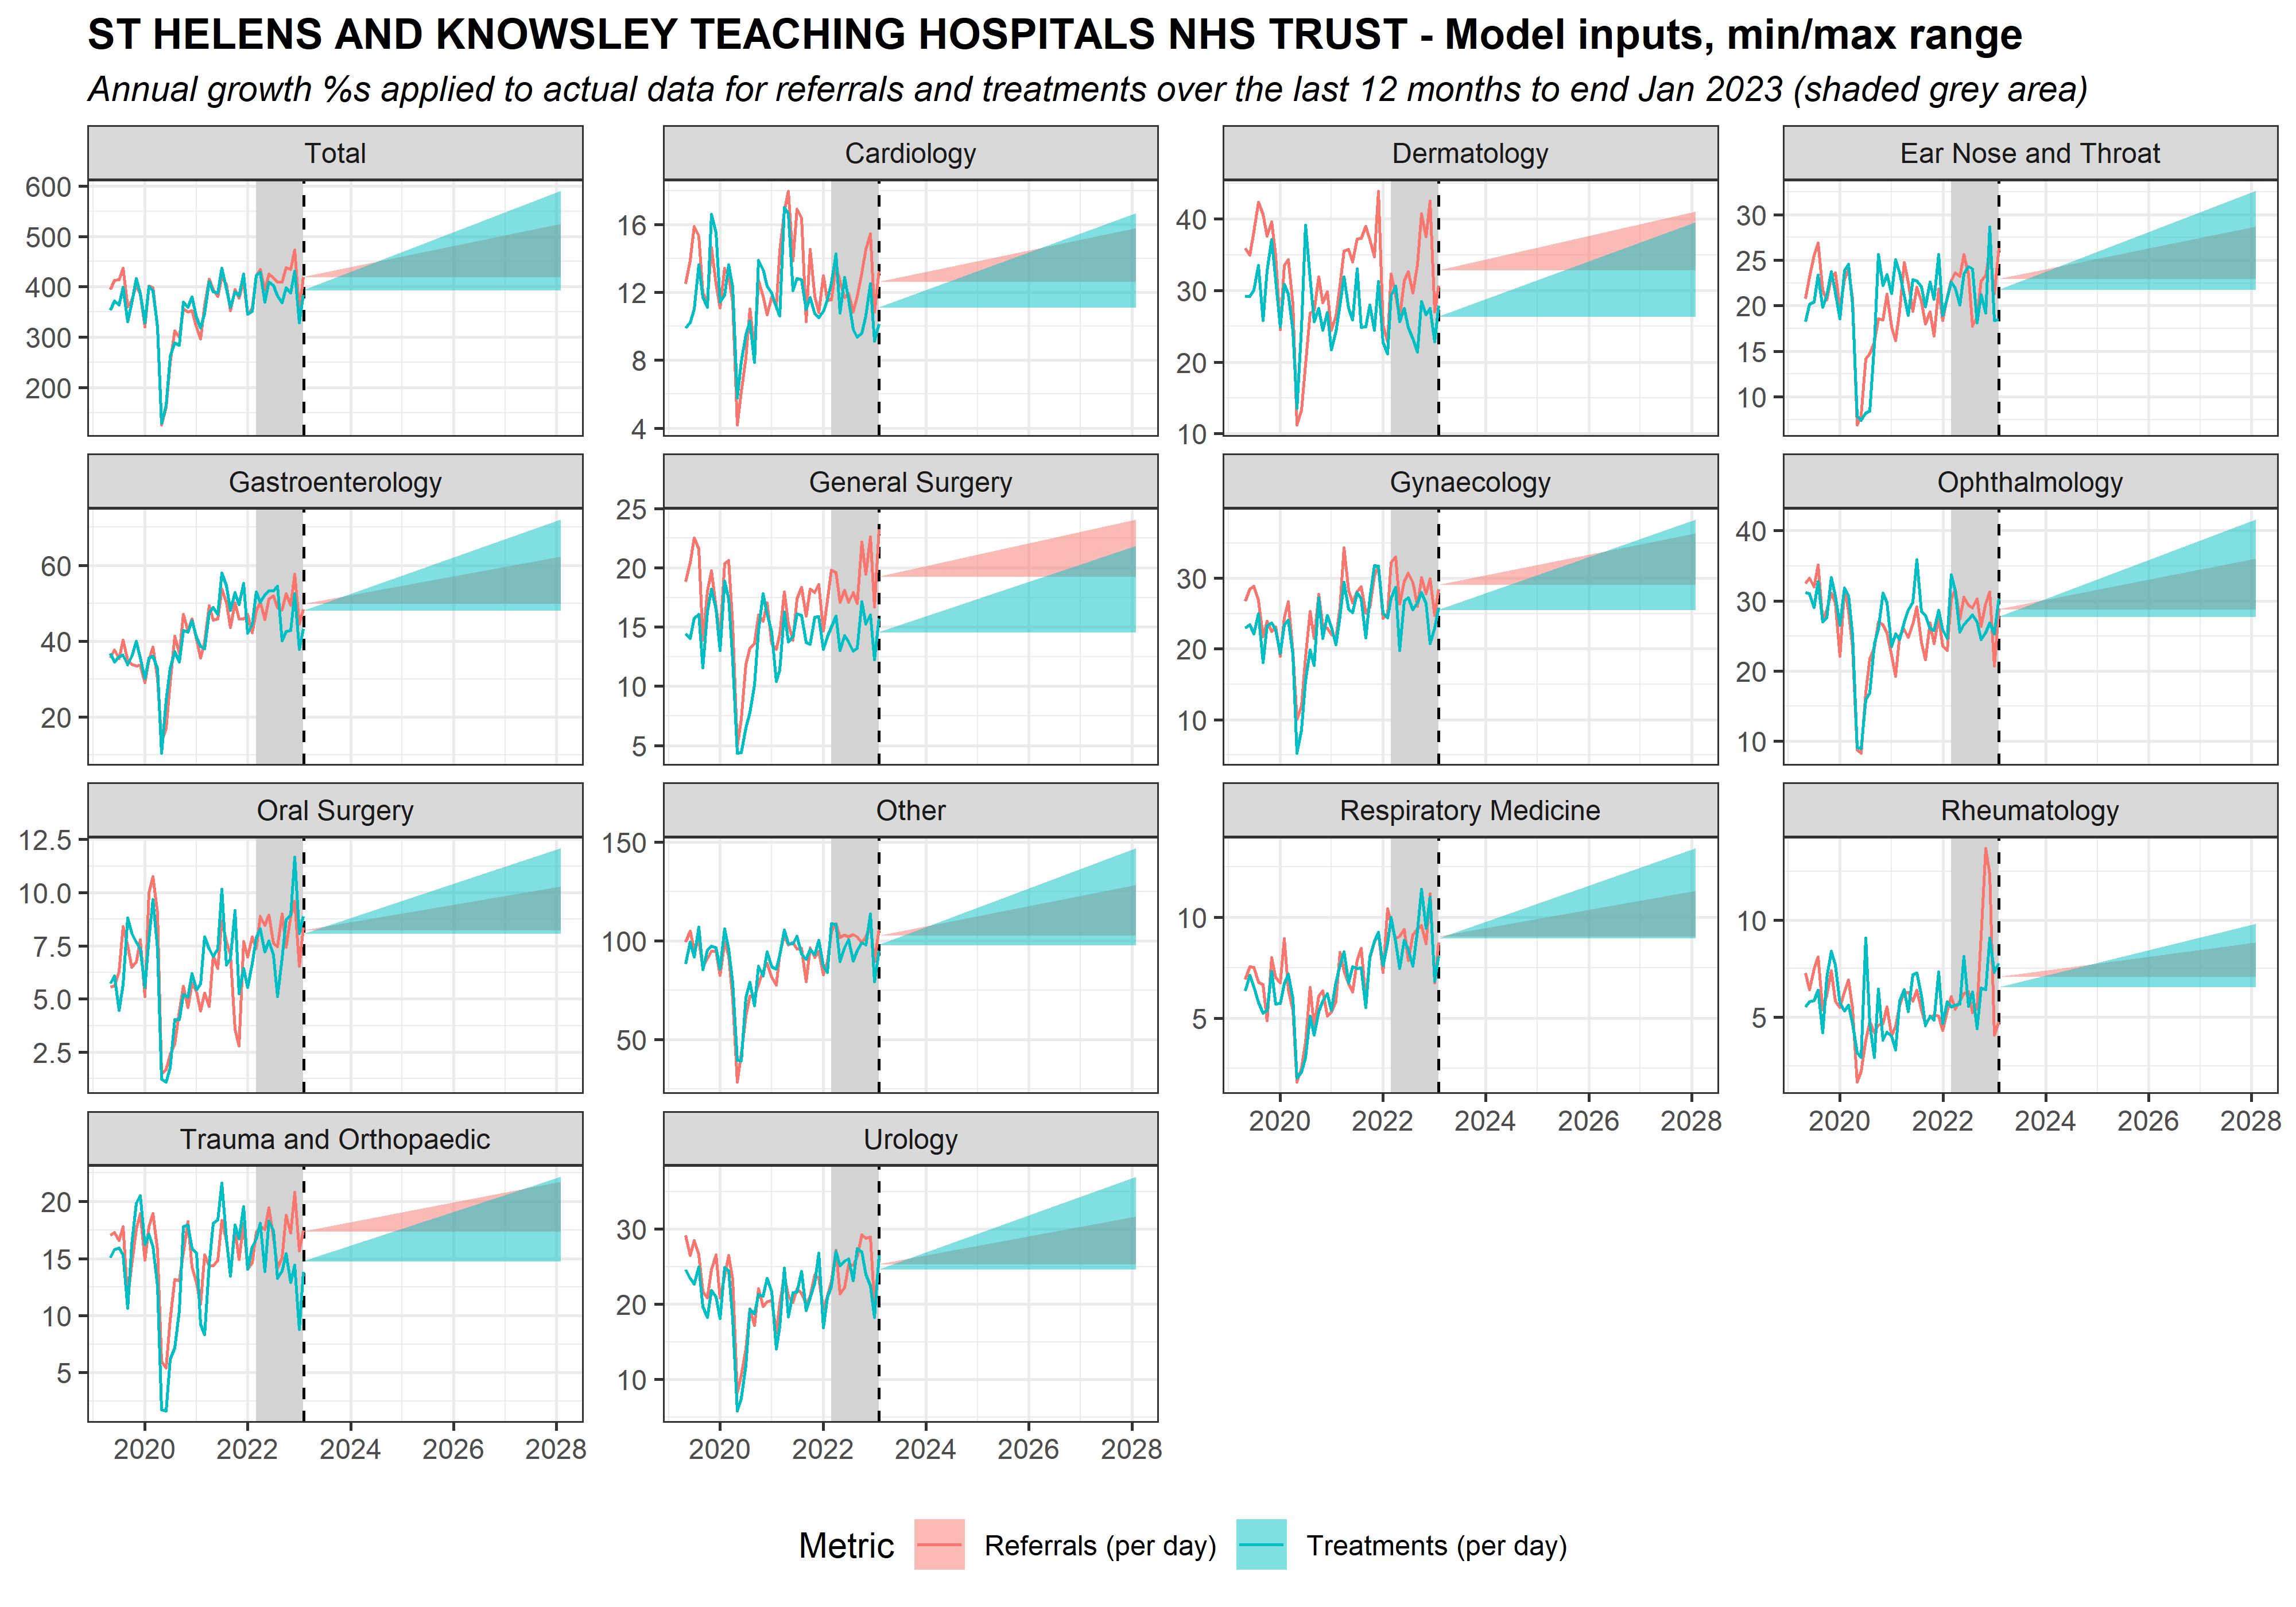 ST HELENS AND KNOWSLEY TEACHING HOSPITALS NHS TRUST - Model inputs, min/max range
Annual growth %s applied to actual data for referrals and treatments over the last 12 months to end Jan 2023 (shaded grey area)
Total
Cardiology
Dermatology
Ear Nose and Throat
600
500
400
300
200
16
12
8
4
40
30
20
10
30
25
20
15
10
Gastroenterology
General Surgery
Gynaecology
Ophthalmology
60
40
20
25
20
15
10
5
30
20
10
40
30
20
10
Oral Surgery
Other
Respiratory Medicine
Rheumatology
12.5
10.0
7.5
5.0
2.5
150
100
50
10
5
10
5
2020 2022 2024 2026 2028
2020 2022 2024 2026 2028
Trauma and Orthopaedic
Urology
20
15
10
5
30
20
10
2020 2022 2024 2026 2028
2020 2022 2024 2026 2028
Metric Referrals (per day) Treatments (per day)